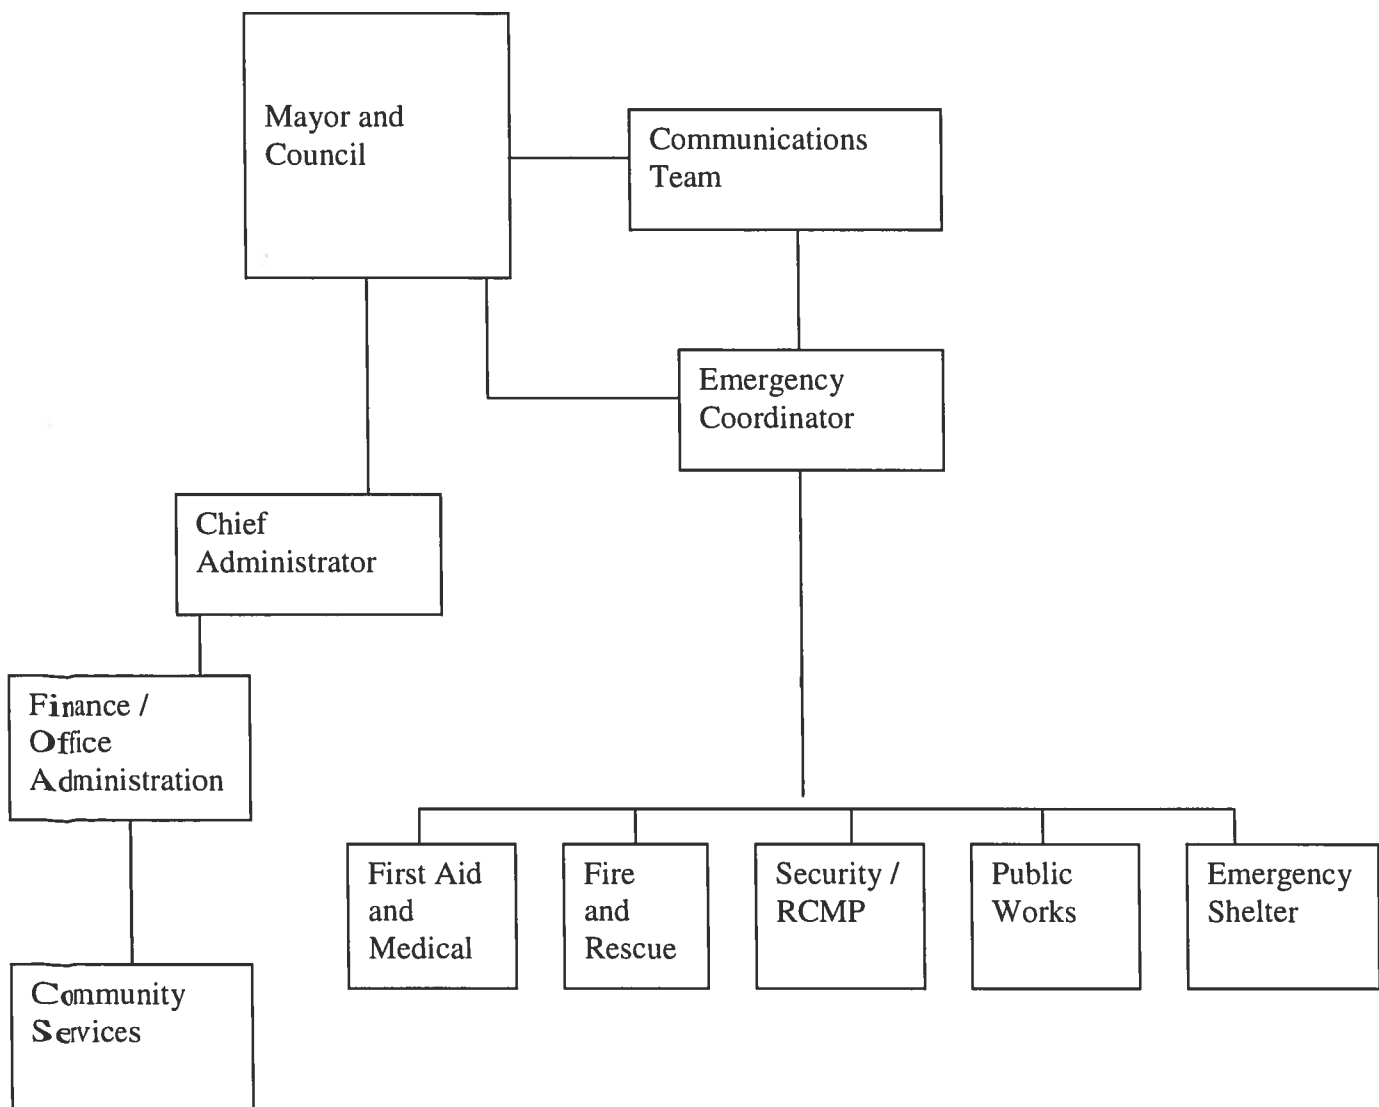 Mayor and
Council
Communications
Team
Emergency
Coordinator
Chief
Administrator
Finance /
Office
Administration
First Aid
and
Medical
Fire
and
Rescue
Security /
RCMP
Public
Works
Emergency
Shelter
Community
Services